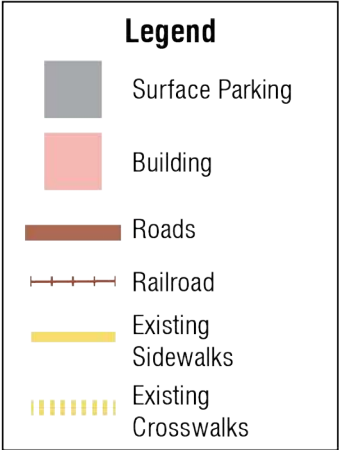 Legend
Surface Parking
Building
Roads
Railroad
Existing
Sidewalks
Existing
Crosswalks